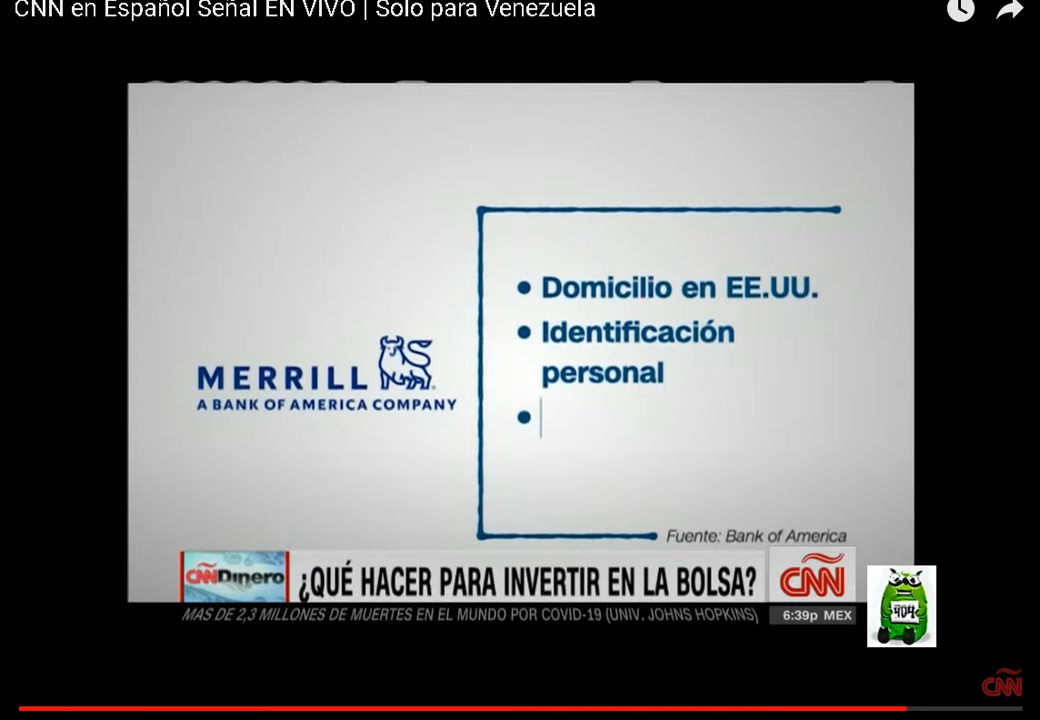 CNN en Español Señal EN VIVO | Solo para Venezuela
• Domicilio en EE.UU.
• Identificación
personal
•
MERRILL
A BANK OF AMERICA COMPANY
Fuente: Bank of America
CNNDinero
¿QUÉ HACER PARA INVERTIR EN LA BOLSA?
CNN
MAS DE 2,3 MILLONES DE MUERTES EN EL MUNDO POR COVID-19 (UNIV. JOHNS HOPKINS)
6:39p MEX
404
CNN